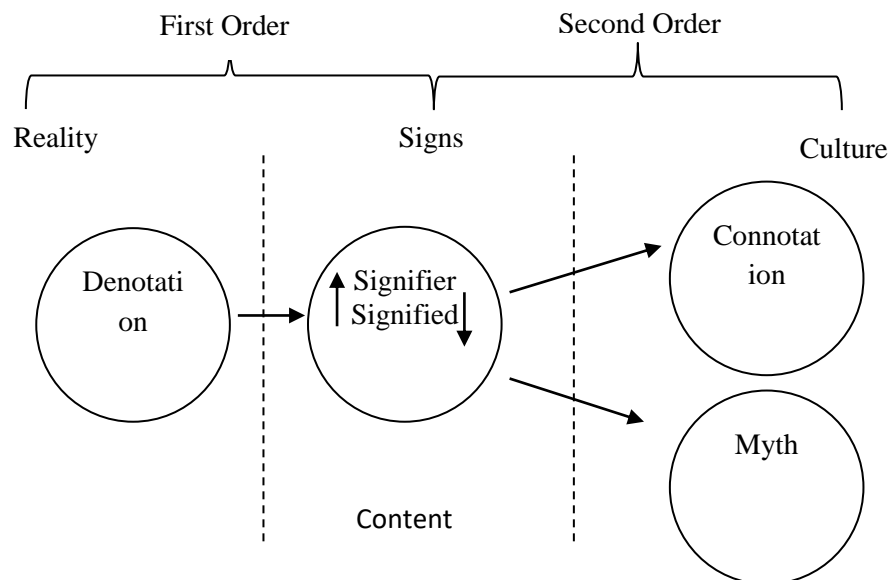 First Order
Second Order
Reality
Signs
Culture
Denotati
on
Signifier
Signified
Connotat
ion
Myth
Content